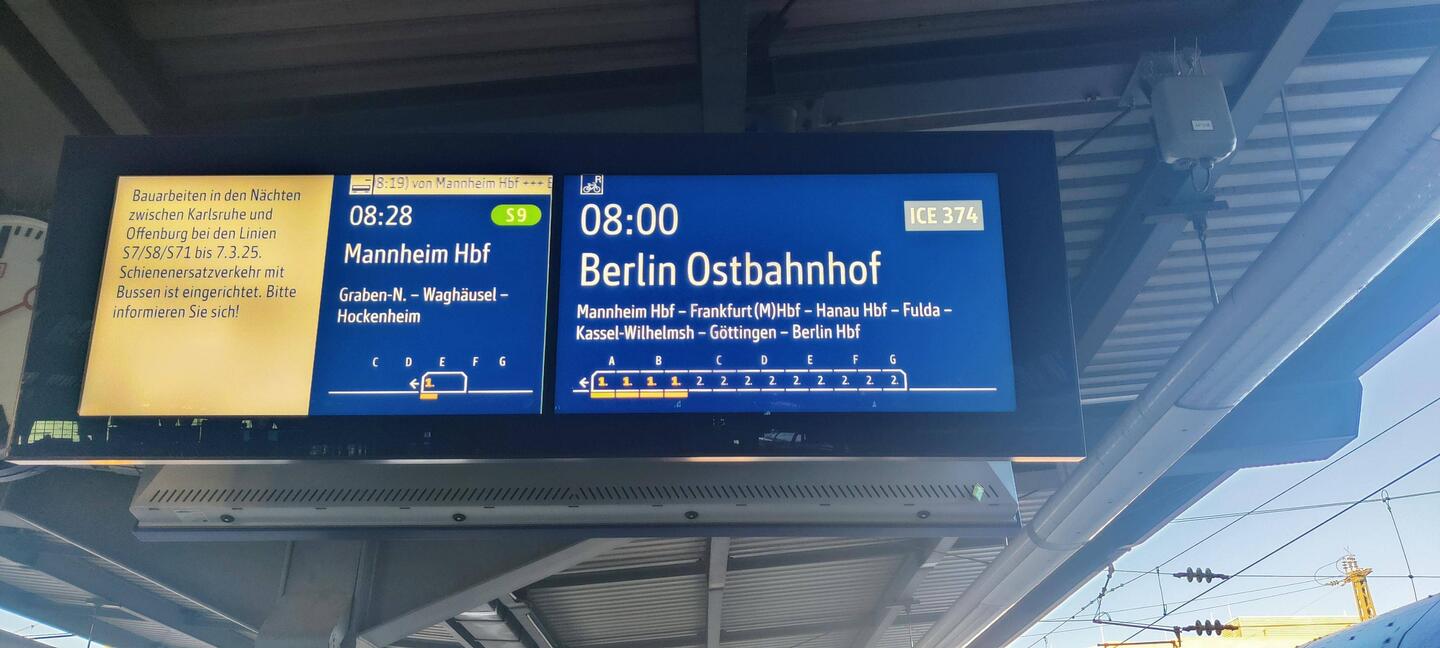 Bauarbeiten in den Nächten
zwischen Karlsruhe und
Offenburg bei den Linien
S7/S8/S71 bis 7.3.25.
Schienenersatzverkehr mit
Bussen ist eingerichtet. Bitte
informieren Sie sich!
8:19) von Mannheim Hbf +++
08:28 S9
Mannheim Hbf
Graben-N. – Waghäusel –
Hockenheim
C D E F G
1.
R
08:00 ICE 374
Berlin Ostbahnhof
Mannheim Hbf – Frankfurt(M)Hbf – Hanau Hbf – Fulda –
Kassel-Wilhelmsh – Göttingen – Berlin Hbf
A B C D E F G
1. 1. 1. 1. 2. 2. 2. 2. 2. 2. 2. 2. 2.